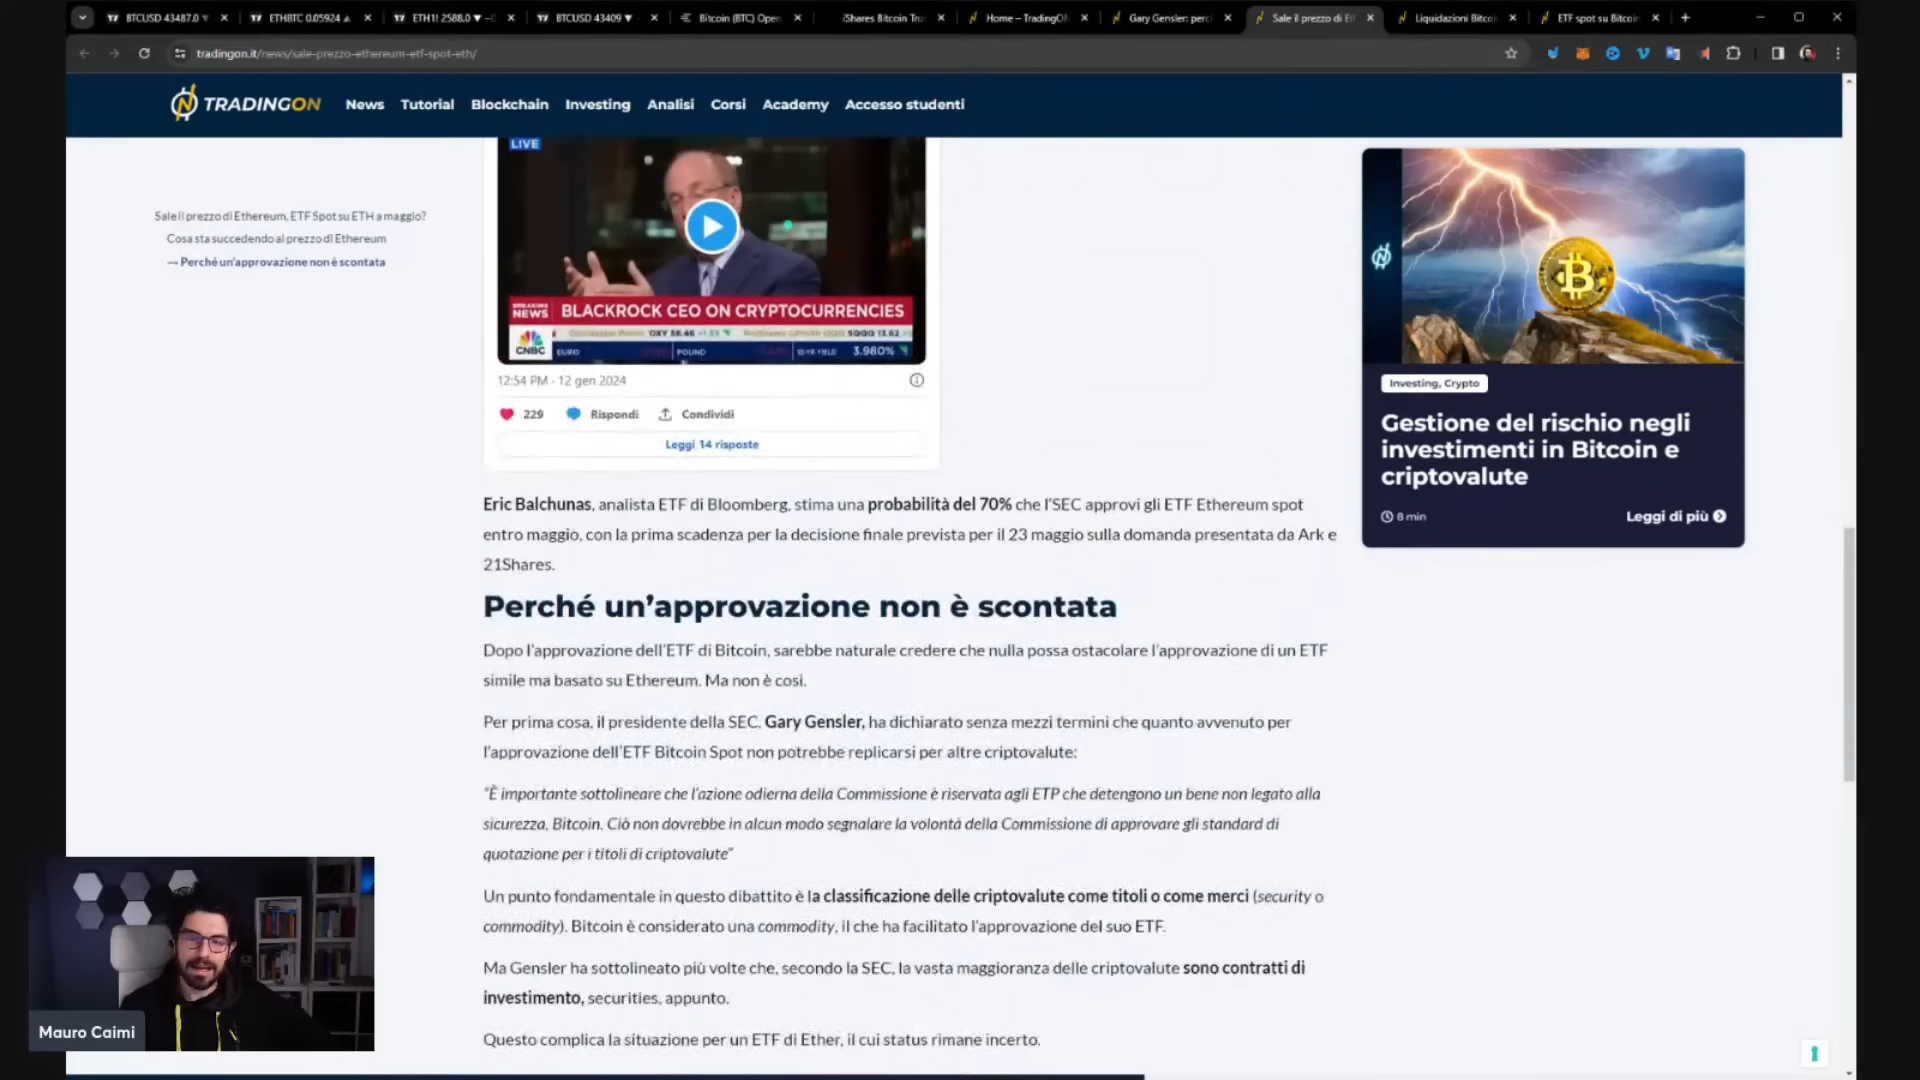 BTCUSD 43487.0
ETHBTC 0.05924
ETH1! 2588.0
BTCUSD 43409
Bitcoin (BTC) Open
iShares Bitcoin Tru
Home – TradingON
Gary Gensler: perc
Sale il prezzo di Et
Liquidazioni Bitcoi
ETF spot su Bitcoin
tradingon.it/news/sale-prezzo-ethereum-etf-spot-eth/
TRADINGON
News
Tutorial
Blockchain
Investing
Analisi
Corsi
Academy
Accesso studenti
Sale il prezzo di Ethereum, ETF Spot su ETH a maggio?
Cosa sta succedendo al prezzo di Ethereum
→ Perché un'approvazione non è scontata
LIVE
BREAKING NEWS
BLACKROCK CEO ON CRYPTOCURRENCIES
CNBC
OXY 58.46
SQQQ 13.62
EURO
POUND
10-YR YIELD
3.980%
12:54 PM · 12 gen 2024
229
Rispondi
Condividi
Leggi 14 risposte
Eric Balchunas, analista ETF di Bloomberg, stima una probabilità del 70% che l'SEC approvi gli ETF Ethereum spot
entro maggio, con la prima scadenza per la decisione finale prevista per il 23 maggio sulla domanda presentata da Ark e
21Shares.
Perché un'approvazione non è scontata
Dopo l'approvazione dell'ETF di Bitcoin, sarebbe naturale credere che nulla possa ostacolare l'approvazione di un ETF
simile ma basato su Ethereum. Ma non è così.
Per prima cosa, il presidente della SEC, Gary Gensler, ha dichiarato senza mezzi termini che quanto avvenuto per
l'approvazione dell'ETF Bitcoin Spot non potrebbe replicarsi per altre criptovalute:
"È importante sottolineare che l'azione odierna della Commissione è riservata agli ETP che detengono un bene non legato alla
sicurezza, Bitcoin. Ciò non dovrebbe in alcun modo segnalare la volontà della Commissione di approvare gli standard di
quotazione per i titoli di criptovalute"
Un punto fondamentale in questo dibattito è la classificazione delle criptovalute come titoli o come merci (security o
commodity). Bitcoin è considerato una commodity, il che ha facilitato l'approvazione del suo ETF.
Ma Gensler ha sottolineato più volte che, secondo la SEC, la vasta maggioranza delle criptovalute sono contratti di
investimento, securities, appunto.
Questo complica la situazione per un ETF di Ether, il cui status rimane incerto.
Investing, Crypto
Gestione del rischio negli
investimenti in Bitcoin e
criptovalute
8 min
Leggi di più
Mauro Caimi